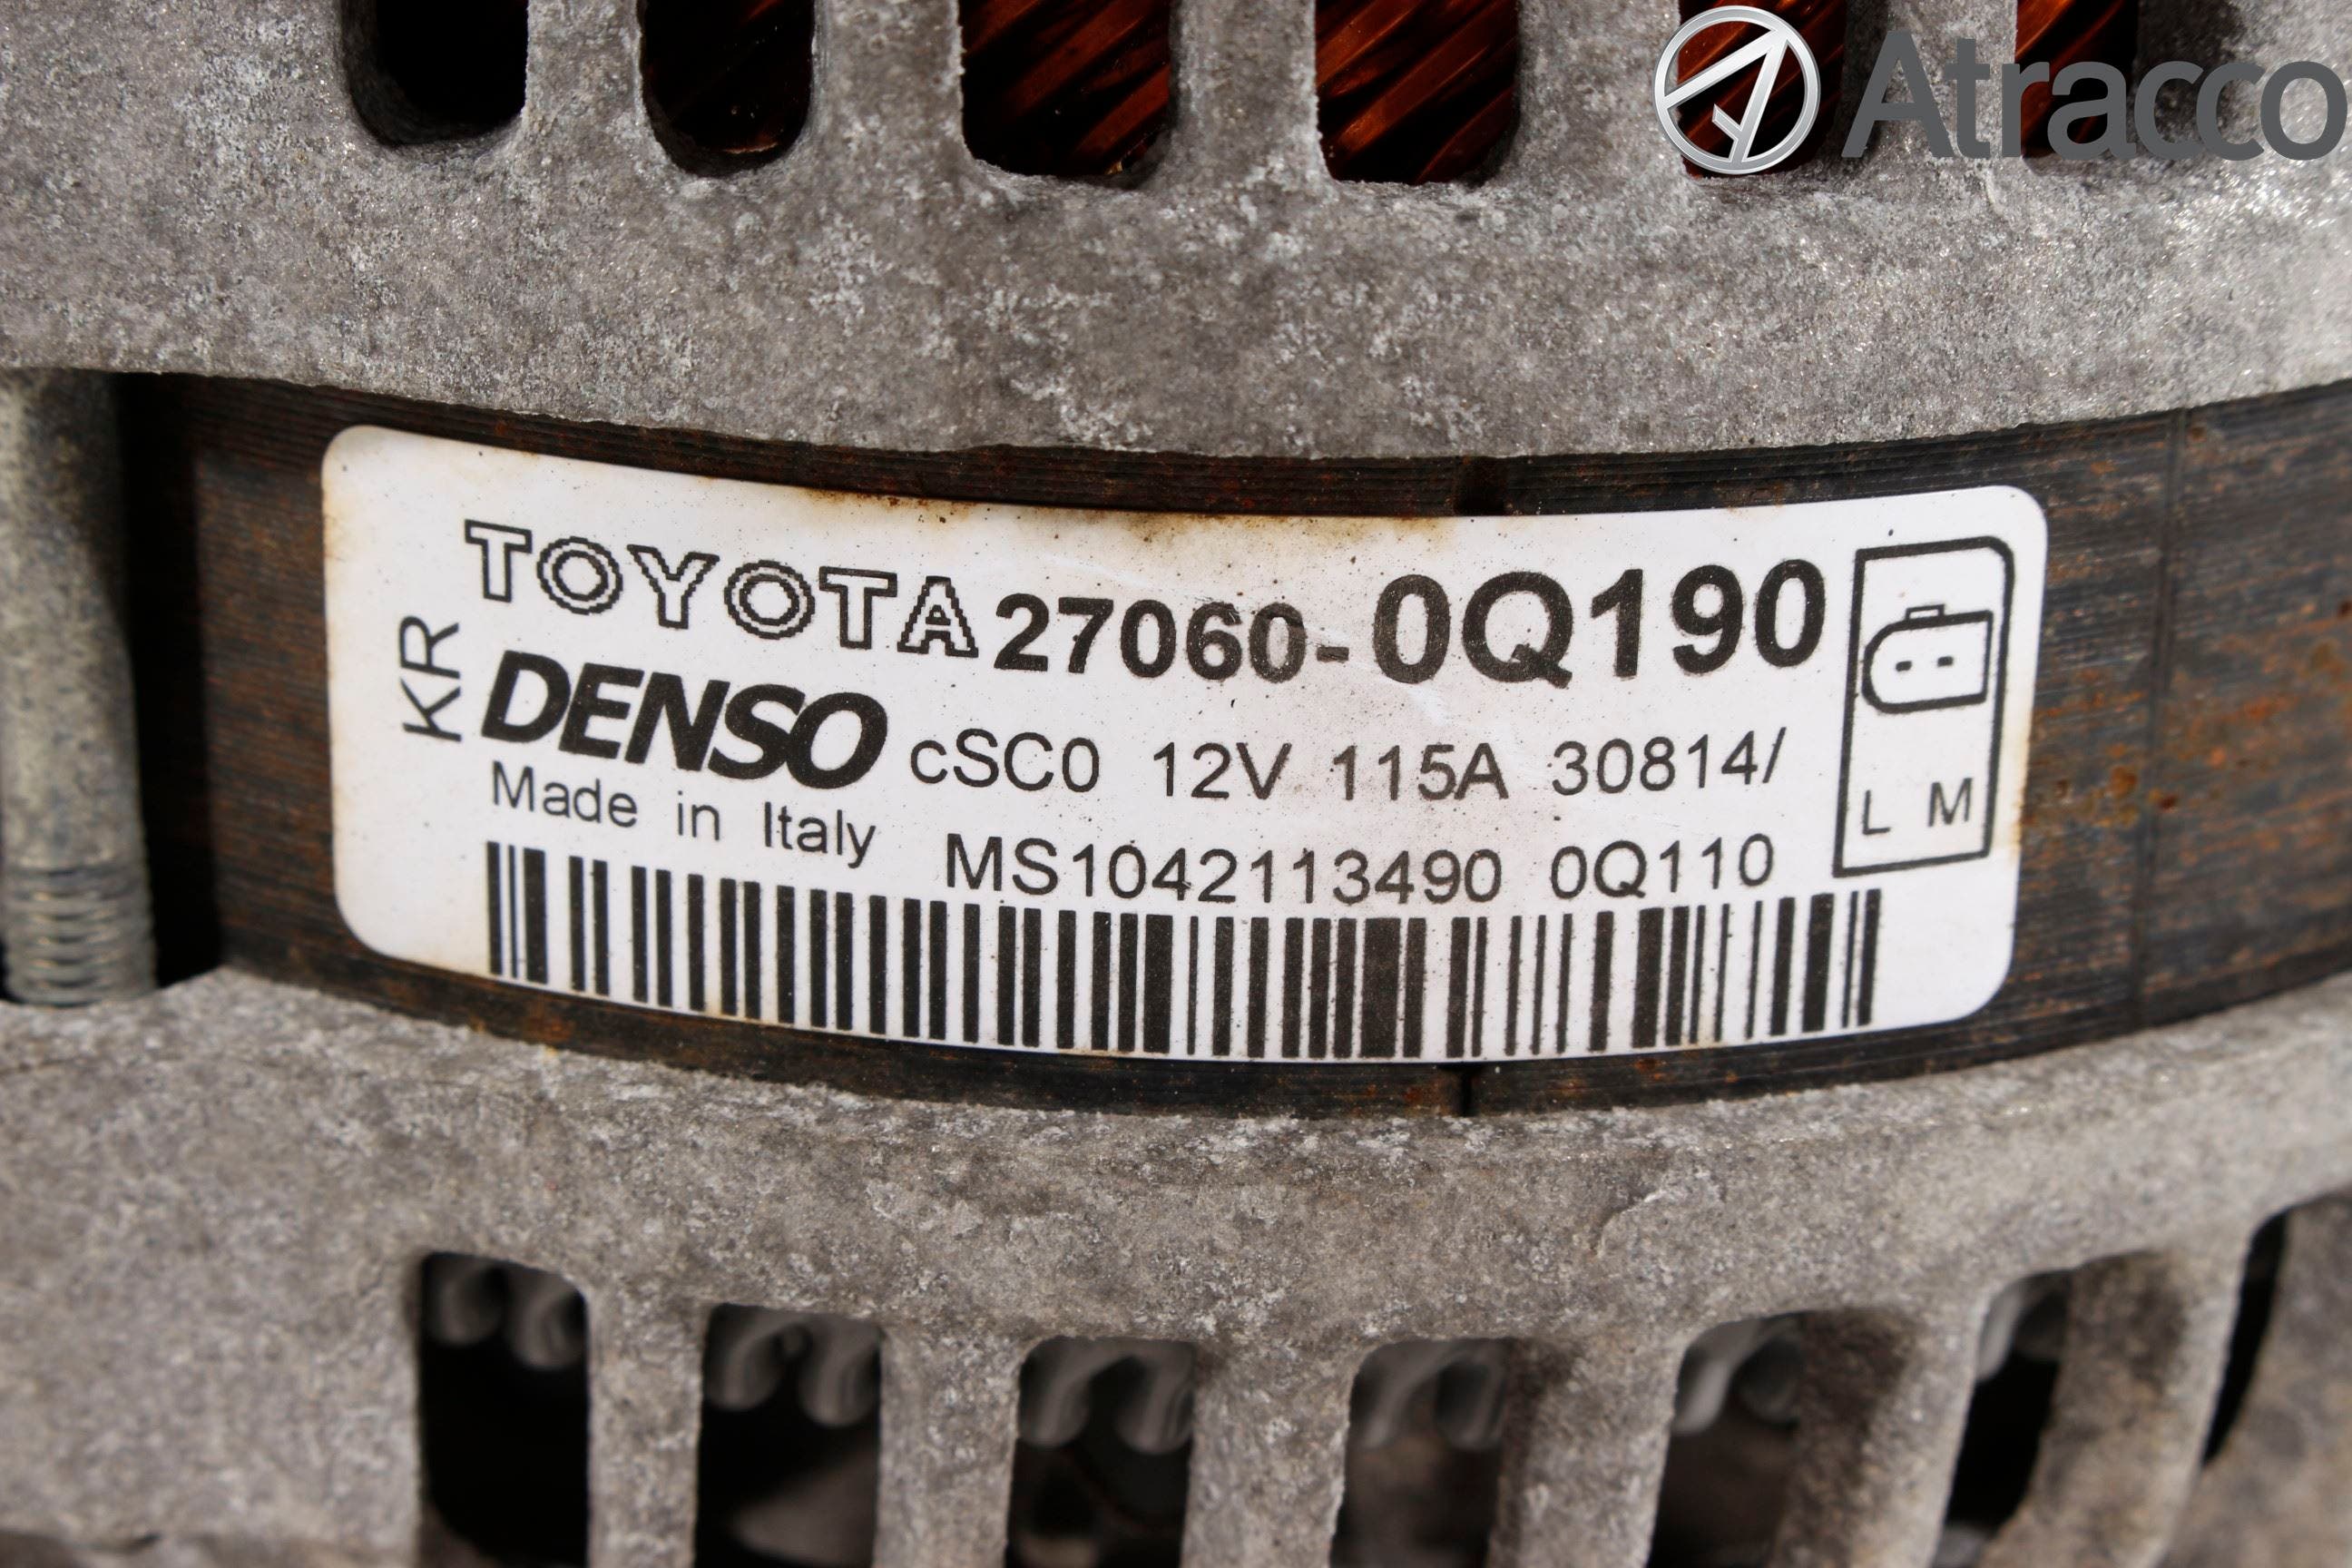 Atracco
TOYOTA 27060-0Q190
KR
DENSO cSC0 12V 115A 30814/
Made in Italy MS1042113490 0Q110
L M